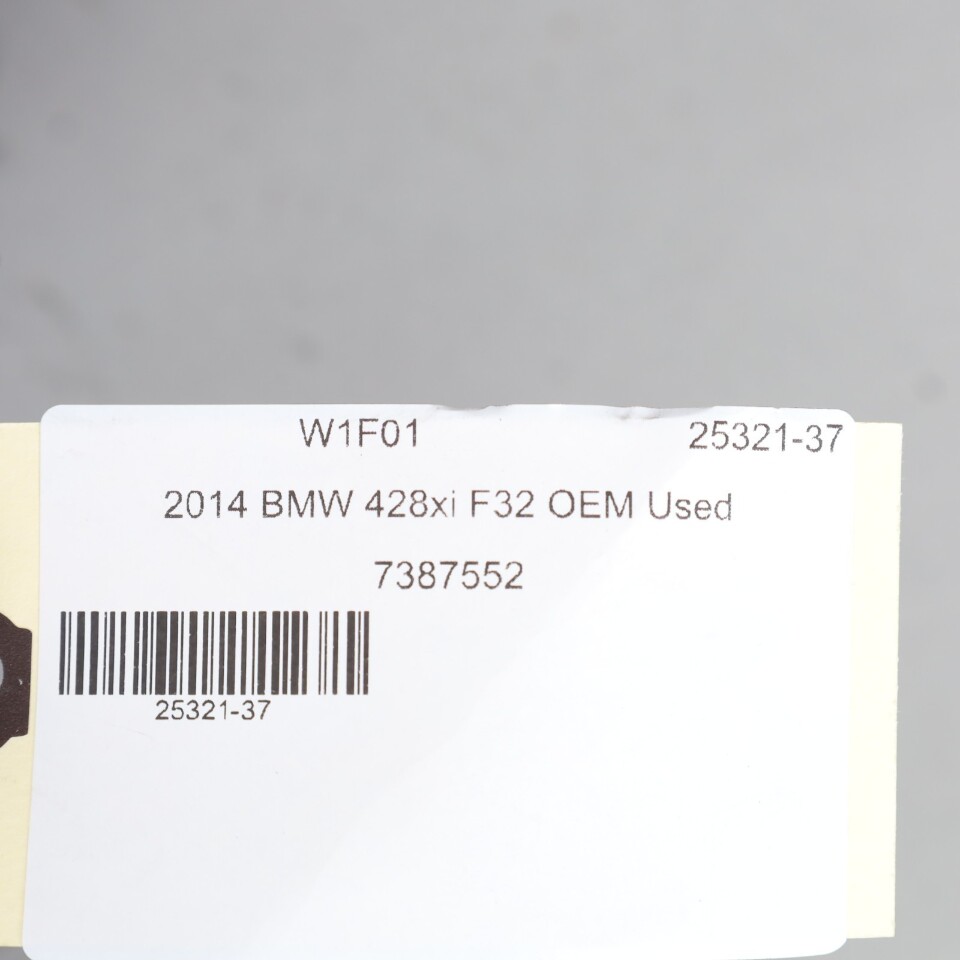 W1F01 25321-37
2014 BMW 428xi F32 OEM Used
7387552
25321-37